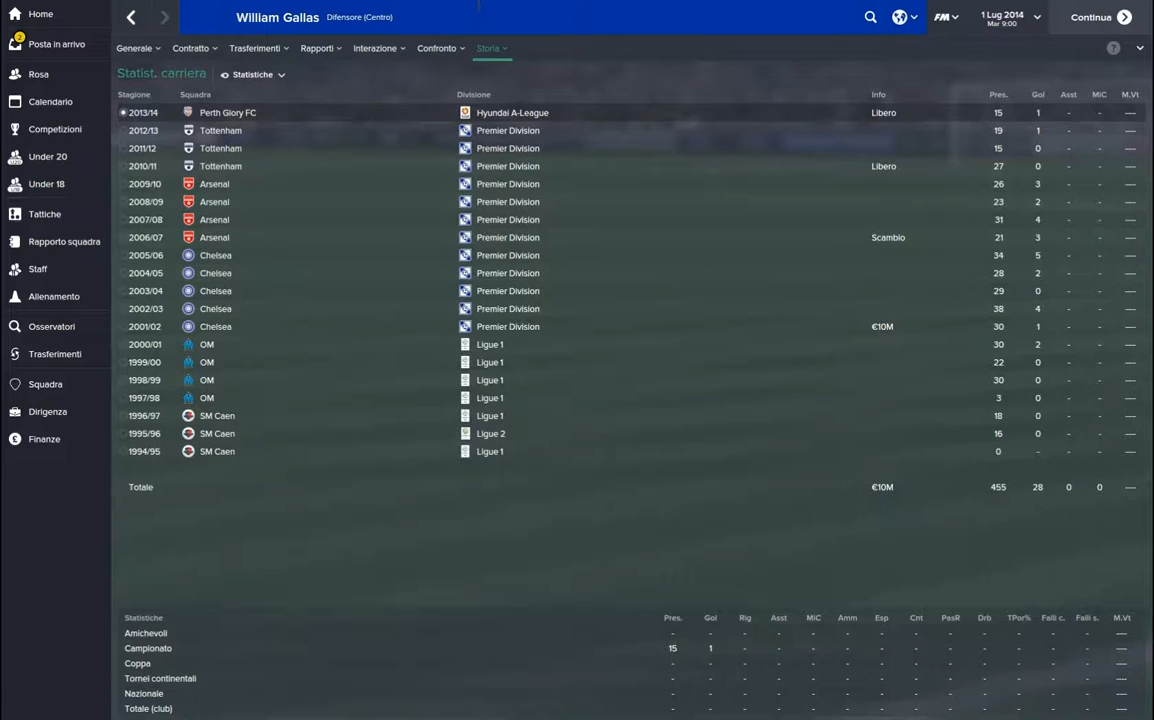 Home
Posta in arrivo
2
Rosa
Calendario
Competizioni
Under 20
Under 18
Tattiche
Rapporto squadra
Staff
Allenamento
Osservatori
Trasferimenti
Squadra
Dirigenza
Finanze
William Gallas Difensore (Centro)
FM
1 Lug 2014
Mar 9:00
Continua
Generale Contratto Trasferimenti Rapporti Interazione Confronto Storia
Statist. carriera Statistiche
Stagione Squadra Divisione Info Pres. Gol Asst MiC M.Vt
2013/14 Perth Glory FC Hyundai A-League Libero 15 1 - - ---
2012/13 Tottenham Premier Division 19 1 - - ---
2011/12 Tottenham Premier Division 15 0 - - ---
2010/11 Tottenham Premier Division Libero 27 0 - - ---
2009/10 Arsenal Premier Division 26 3 - - ---
2008/09 Arsenal Premier Division 23 2 - - ---
2007/08 Arsenal Premier Division 31 4 - - ---
2006/07 Arsenal Premier Division Scambio 21 3 - - ---
2005/06 Chelsea Premier Division 34 5 - - ---
2004/05 Chelsea Premier Division 28 2 - - ---
2003/04 Chelsea Premier Division 29 0 - - ---
2002/03 Chelsea Premier Division 38 4 - - ---
2001/02 Chelsea Premier Division €10M 30 1 - - ---
2000/01 OM Ligue 1 30 2 - - ---
1999/00 OM Ligue 1 22 0 - - ---
1998/99 OM Ligue 1 30 0 - - ---
1997/98 OM Ligue 1 3 0 - - ---
1996/97 SM Caen Ligue 1 18 0 - - ---
1995/96 SM Caen Ligue 2 16 0 - - ---
1994/95 SM Caen Ligue 1 0 - - - ---
Totale €10M 455 28 0 0 ---
Statistiche Pres. Gol Rig Asst MiC Amm Esp Cnt PasR Drb TPor% Falli c. Falli s. M.Vt
Amichevoli - - - - - - - - - - - - - ---
Campionato 15 1 - - - - - - - - - - - ---
Coppa - - - - - - - - - - - - - ---
Tornei continentali - - - - - - - - - - - - - ---
Nazionale - - - - - - - - - - - - - ---
Totale (club) - - - - - - - - - - - - - ---